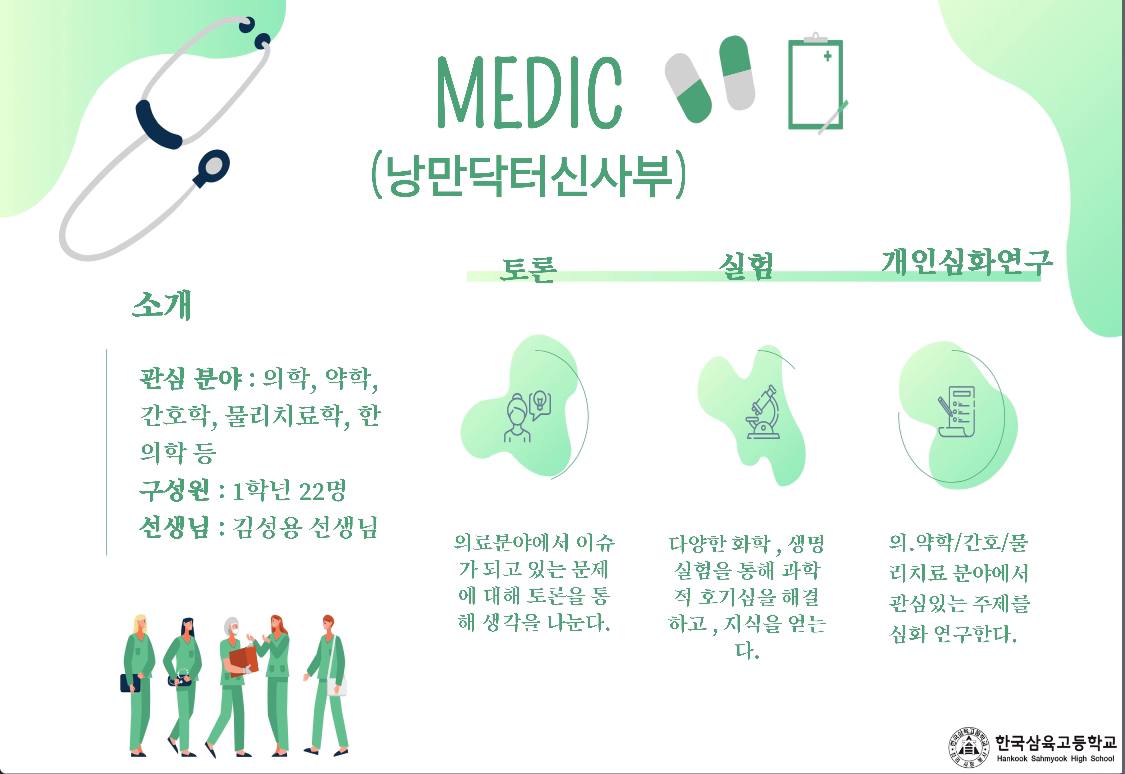 MEDIC
(낭만닥터신사부)
소개
관심 분야 : 의학, 약학,
간호학, 물리치료학, 한
의학 등
구성원 : 1학년 22명
선생님 : 김성용 선생님
토론
실험
개인심화연구
의료분야에서 이슈
가 되고 있는 문제
에 대해 토론을 통
해 생각을 나눈다.
다양한 화학 , 생명
실험을 통해 과학
적 호기심을 해결
하고 , 지식을 얻는
다.
의.약학/간호/물
리치료 분야에서
관심있는 주제를
심화 연구한다.
한국삼육고등학교
Hankook Sahmyook High School